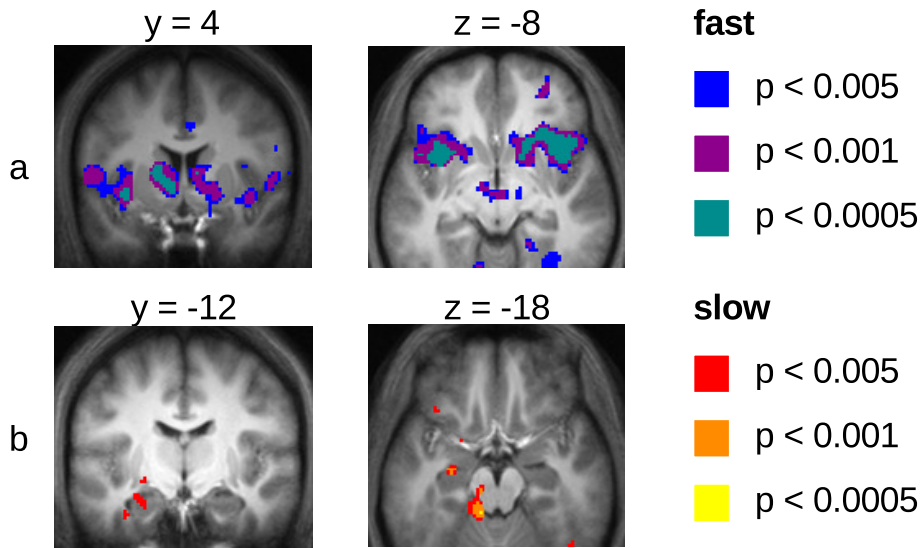 y = 4
z = -8
fast
p < 0.005
a
p < 0.001
p < 0.0005
y = -12
z = -18
slow
p < 0.005
b
p < 0.001
p < 0.0005